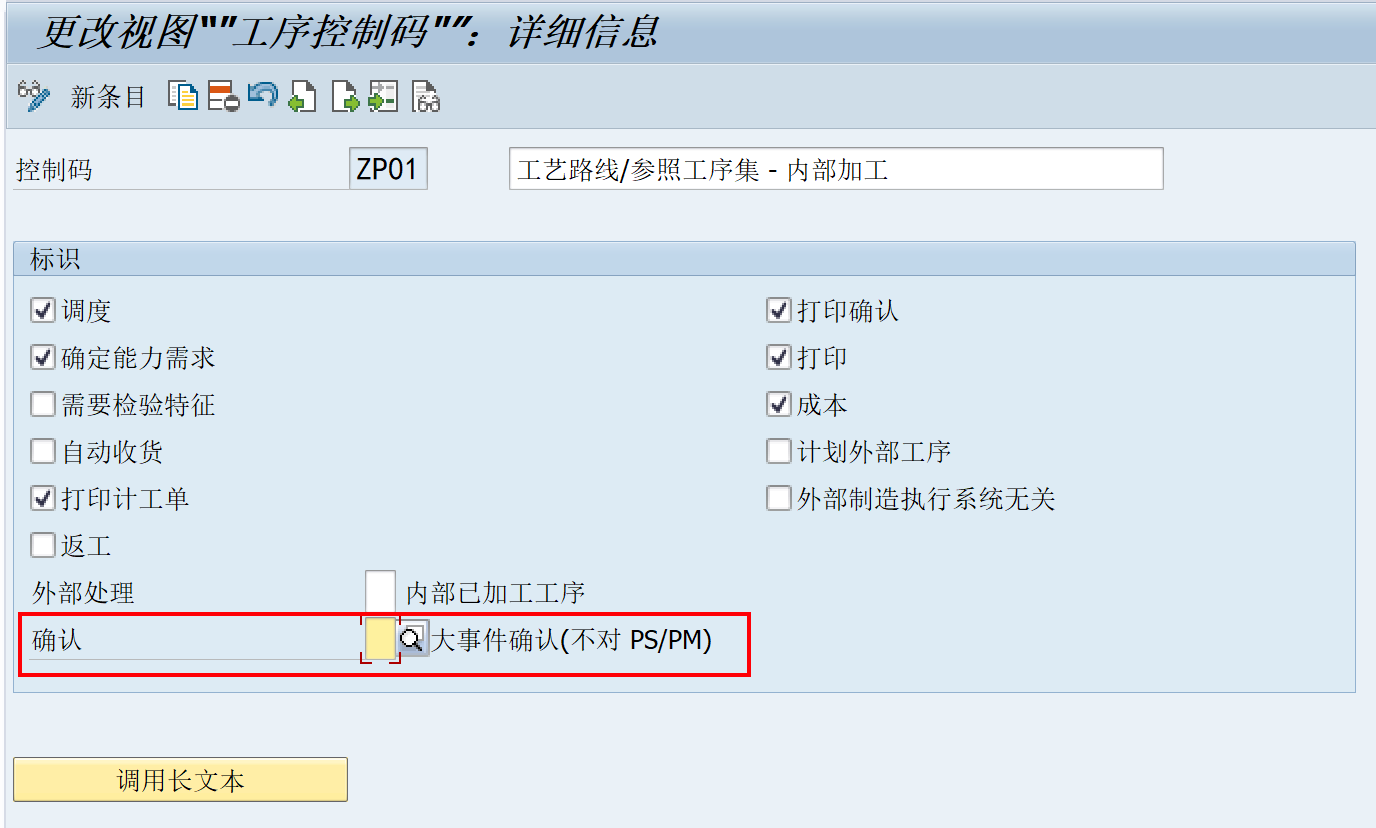 更改视图“”工序控制码“”：详细信息
新条目
控制码 ZP01 工艺路线/参照工序集 - 内部加工
标识
调度 打印确认
确定能力需求 打印
需要检验特征 成本
自动收货 计划外部工序
打印计工单 外部制造执行系统无关
返工
外部处理 内部已加工工序
确认 大事件确认(不对 PS/PM)
调用长文本